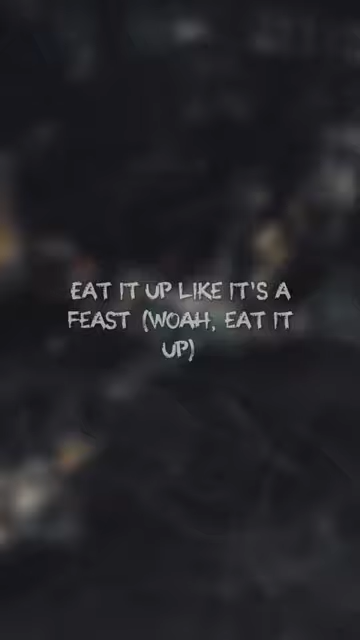 EAT IT UP LIKE IT'S A
FEAST (WOAH, EAT IT
UP)